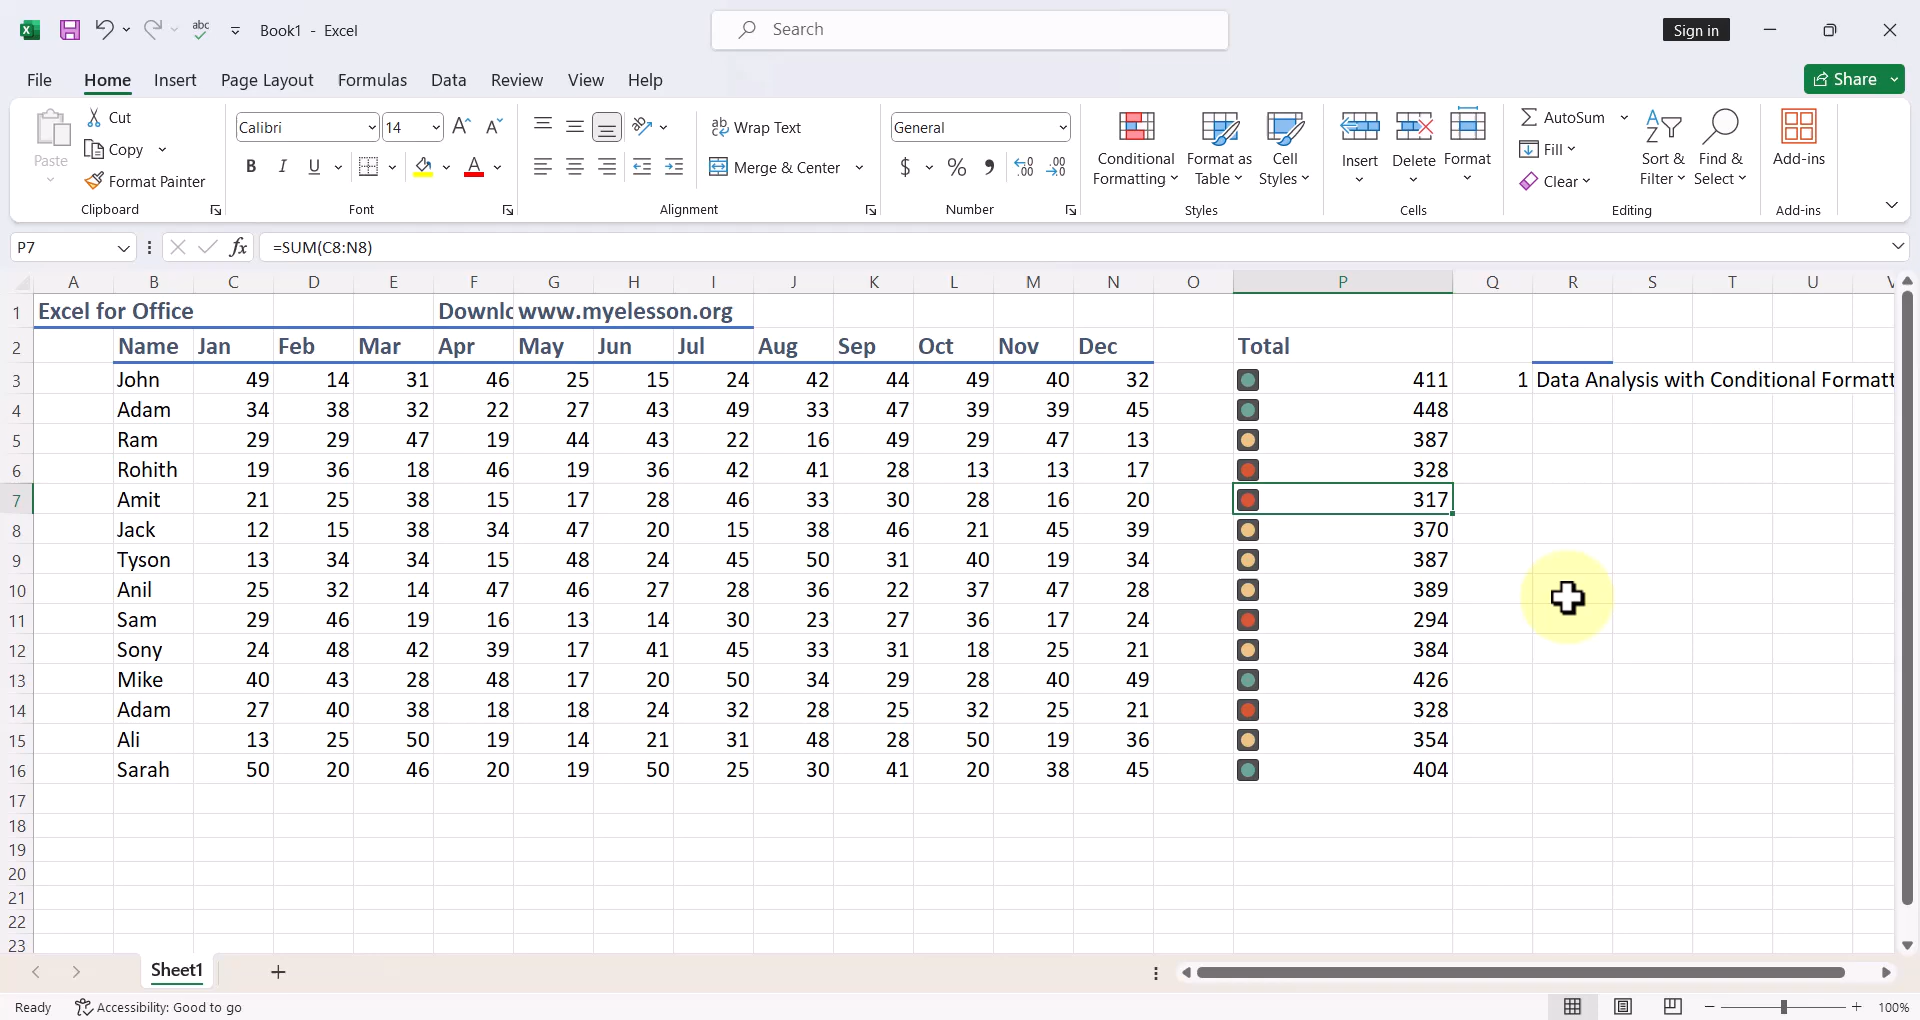 Book1 - Excel
Search
Sign in
File Home Insert Page Layout Formulas Data Review View Help
Share
Paste
Cut
Copy
Format Painter
Clipboard
Calibri 14
B I U
Font
Wrap Text
Merge & Center
Alignment
General
$ % 9
Number
Conditional Formatting
Format as Table
Cell Styles
Styles
Insert Delete Format
Cells
AutoSum
Fill
Clear
Sort & Filter
Find & Select
Editing
Add-ins
Add-ins
P7 fx =SUM(C8:N8)
A B C D E F G H I J K L M N O P Q R S T U
1 Excel for Office Downlo www.myelesson.org
2 Name Jan Feb Mar Apr May Jun Jul Aug Sep Oct Nov Dec Total
3 John 49 14 31 46 25 15 24 42 44 49 40 32 411 1 Data Analysis with Conditional Formatt
4 Adam 34 38 32 22 27 43 49 33 47 39 39 45 448
5 Ram 29 29 47 19 44 43 22 16 49 29 47 13 387
6 Rohith 19 36 18 46 19 36 42 41 28 13 13 17 328
7 Amit 21 25 38 15 17 28 46 33 30 28 16 20 317
8 Jack 12 15 38 34 47 20 15 38 46 21 45 39 370
9 Tyson 13 34 34 15 48 24 45 50 31 40 19 34 387
10 Anil 25 32 14 47 46 27 28 36 22 37 47 28 389
11 Sam 29 46 19 16 13 14 30 23 27 36 17 24 294
12 Sony 24 48 42 39 17 41 45 33 31 18 25 21 384
13 Mike 40 43 28 48 17 20 50 34 29 28 40 49 426
14 Adam 27 40 38 18 18 24 32 28 25 32 25 21 328
15 Ali 13 25 50 19 14 21 31 48 28 50 19 36 354
16 Sarah 50 20 46 20 19 50 25 30 41 20 38 45 404
17
18
19
20
21
22
23
Sheet1
Ready Accessibility: Good to go 100%